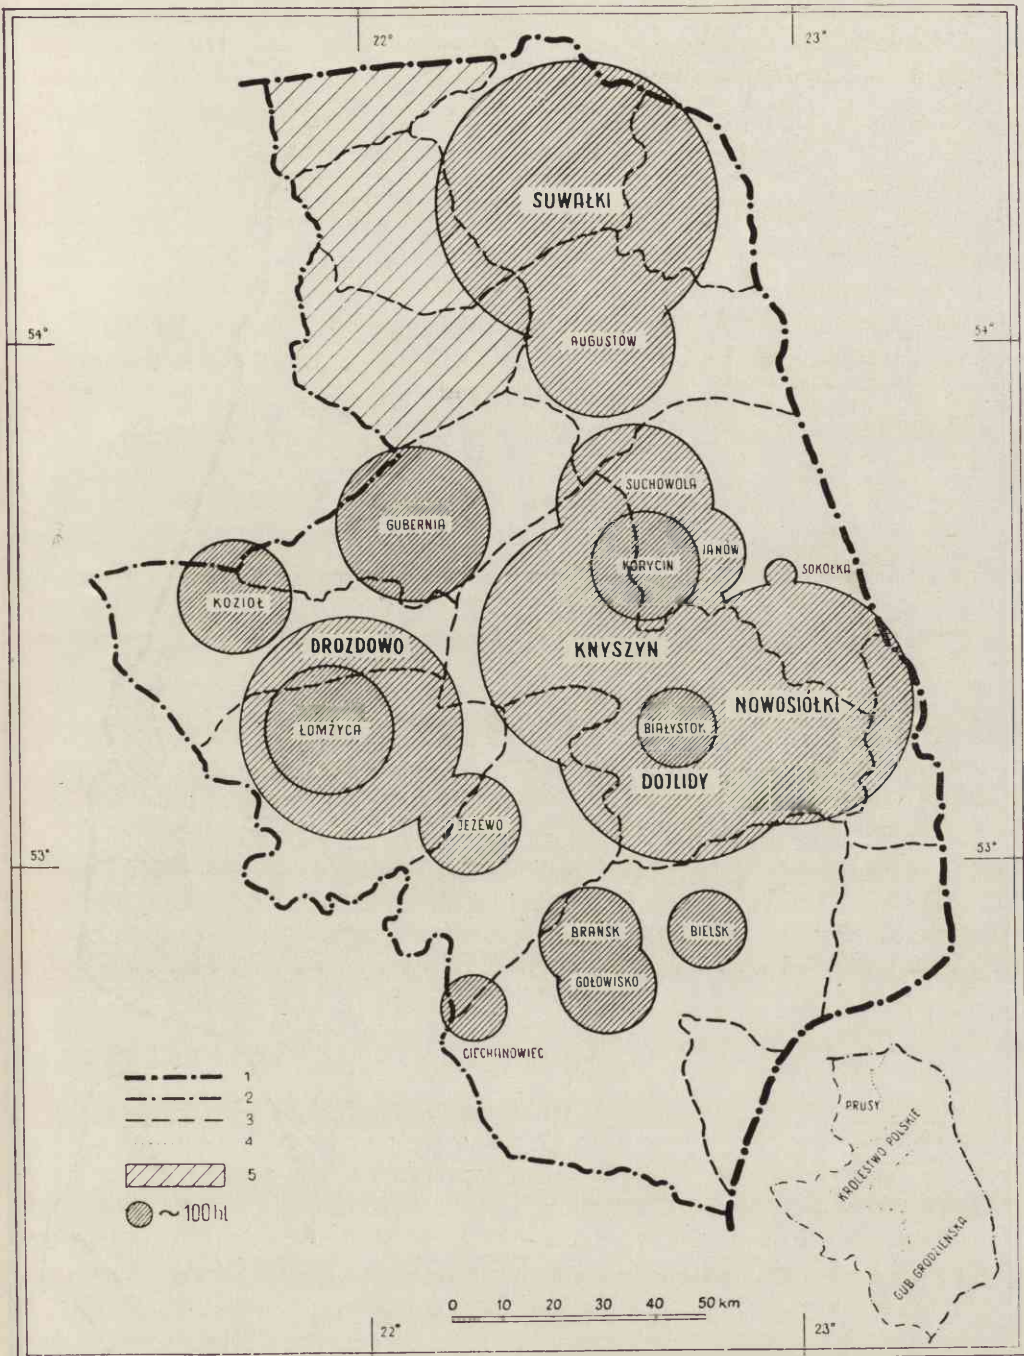 22°
23°
SUWAŁKI
54°
54°
AUGUSTÓW
SUCHOWOLA
GUBERNIA
JANÓW
KORYCIN
SOKÓŁKA
KOZIOŁ
DROZDOWO
KNYSZYN
NOWOSIÓŁKI
ŁOMŻYCA
BIAŁYSTOK
DOJLIDY
JEŻEWO
53°
53°
BRAŃSK
BIELSK
GOŁOWISKO
CIECHANOWIEC
1
2
3
4
5
~ 100 hl
PRUSY
KRÓLESTWO POLSKIE
GUB GRODZIEŃSKA
0 10 20 30 40 50 km
22°
23°